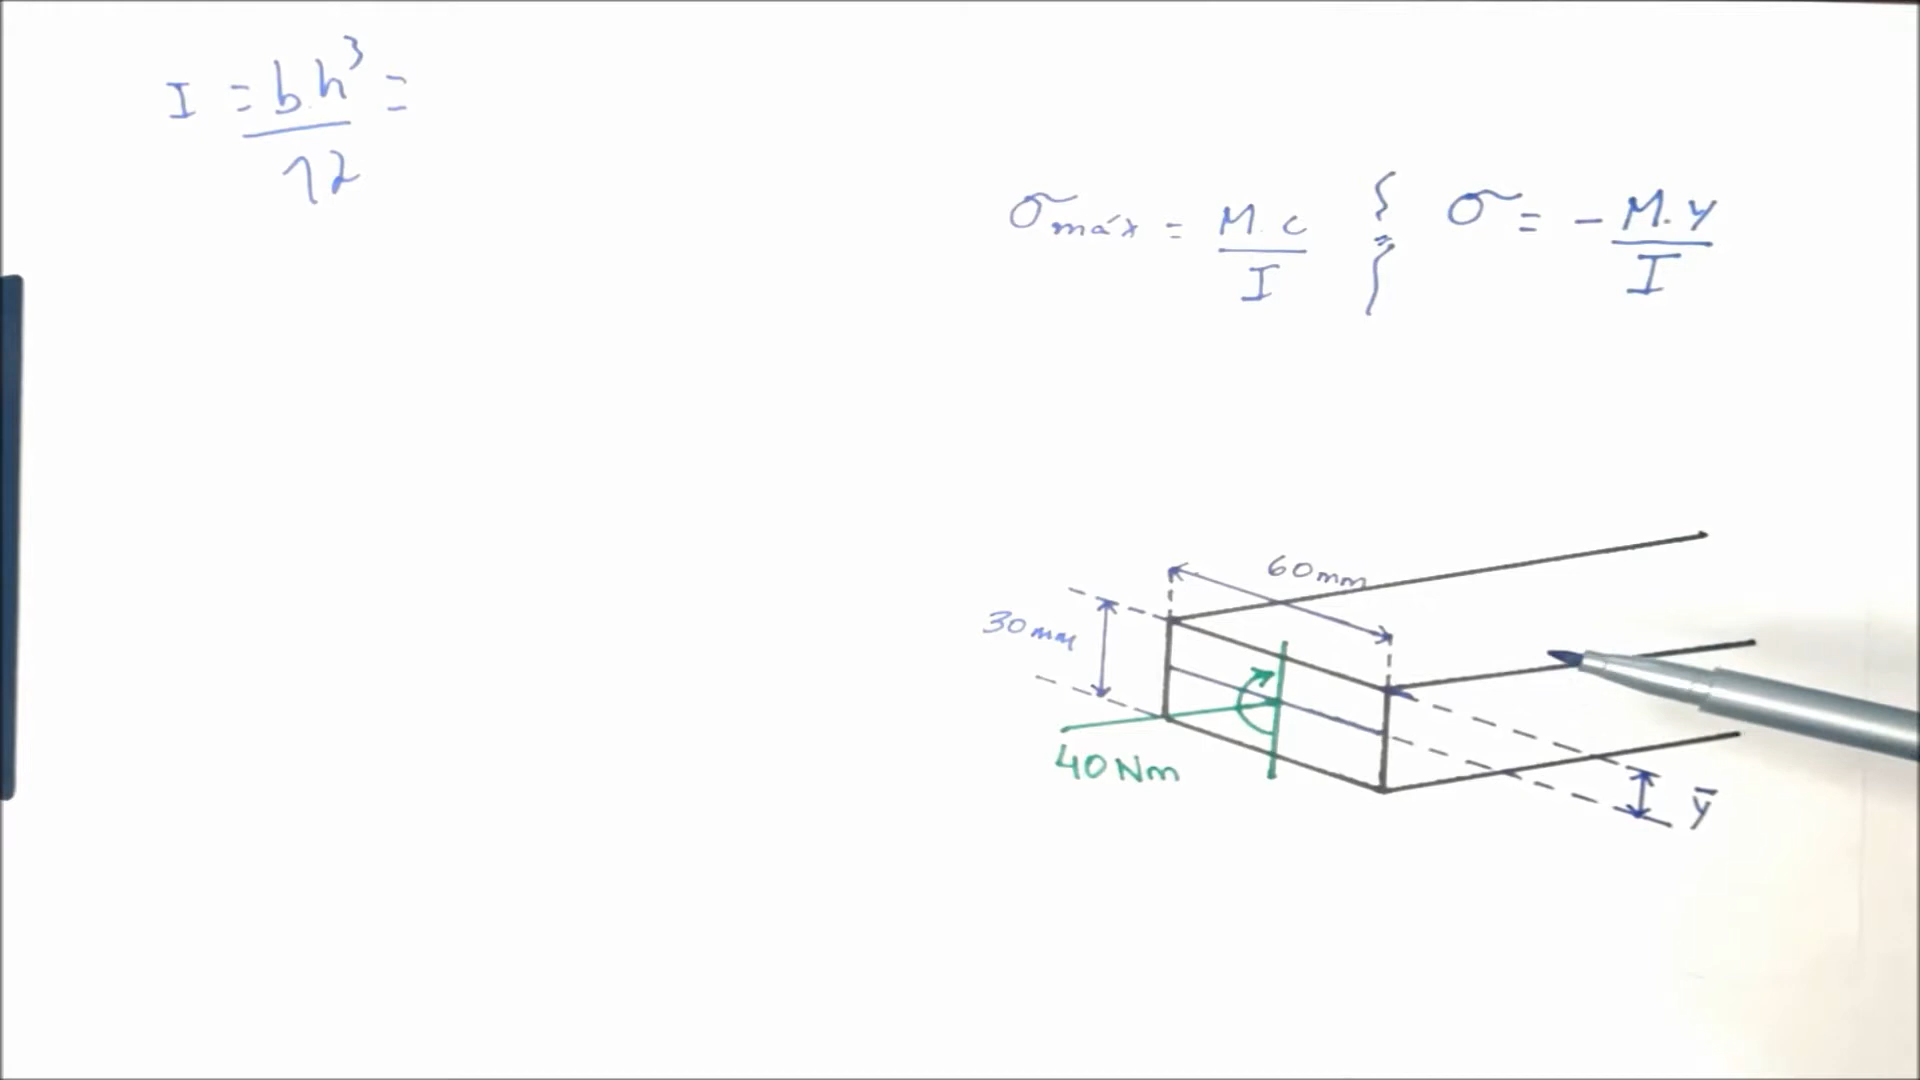 I = b.h³ =
12
σmáx = M.c
I
σ = - M.y
I
60mm
30mm
40Nm
ȳ